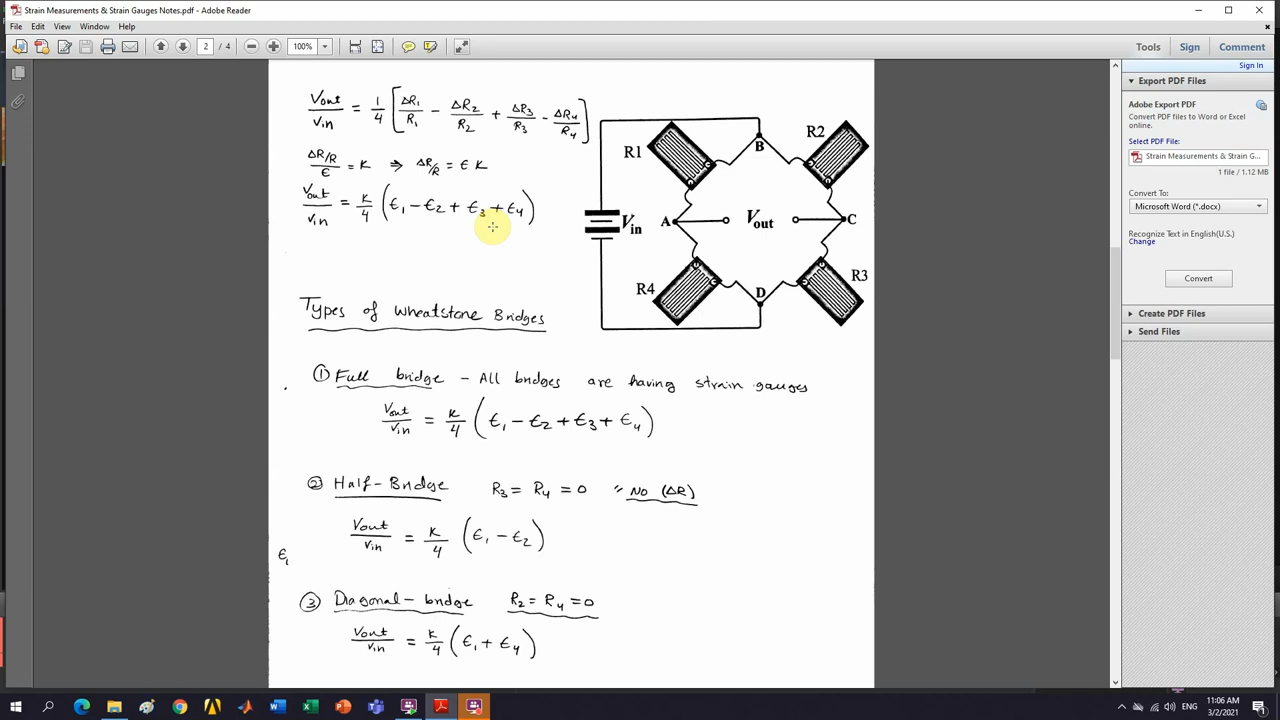 Strain Measurements & Strain Gauges Notes.pdf - Adobe Reader
File Edit View Window Help
2 / 4 100% Tools Sign Comment
Sign In
Export PDF Files
Adobe Export PDF
Convert PDF files to Word or Excel
online.
Select PDF File:
Strain Measurements & Strain G...
1 file / 1.12 MB
Convert To:
Microsoft Word (*.docx)
Recognize Text in English(U.S.)
Change
Convert
Create PDF Files
Send Files
Vout/Vin = 1/4 [ΔR1/R1 - ΔR2/R2 + ΔR3/R3 - ΔR4/R4]
ΔR/R/ϵ = K ⇒ ΔR/R = ϵ K
Vout/Vin = K/4 (ϵ1 - ϵ2 + ϵ3 + ϵ4)
R1 B R2
Vin A Vout C
R4 D R3
Types of Wheatstone Bridges
① Full bridge - All bridges are having strain gauges
Vout/Vin = K/4 (ϵ1 - ϵ2 + ϵ3 + ϵ4)
② Half-Bridge R3 = R4 = 0 " No (ΔR)
Vout/Vin = K/4 (ϵ1 - ϵ2)
ϵ1
③ Diagonal-bridge R2 = R4 = 0
Vout/Vin = K/4 (ϵ1 + ϵ4)
11:06 AM
3/2/2021